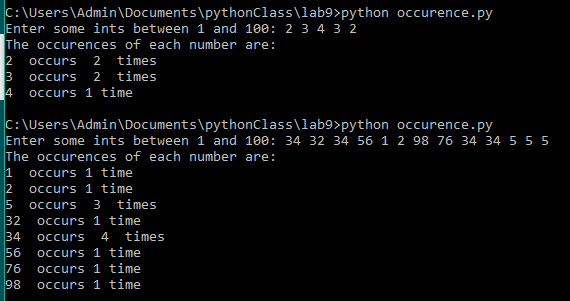 C:\Users\Admin\Documents\pythonClass\lab9>python occurence.py
Enter some ints between 1 and 100: 2 3 4 3 2
The occurences of each number are:
2  occurs  2  times
3  occurs  2  times
4  occurs 1 time

C:\Users\Admin\Documents\pythonClass\lab9>python occurence.py
Enter some ints between 1 and 100: 34 32 34 56 1 2 98 76 34 34 5 5 5
The occurences of each number are:
1  occurs 1 time
2  occurs 1 time
5  occurs  3  times
32  occurs 1 time
34  occurs  4  times
56  occurs 1 time
76  occurs 1 time
98  occurs 1 time